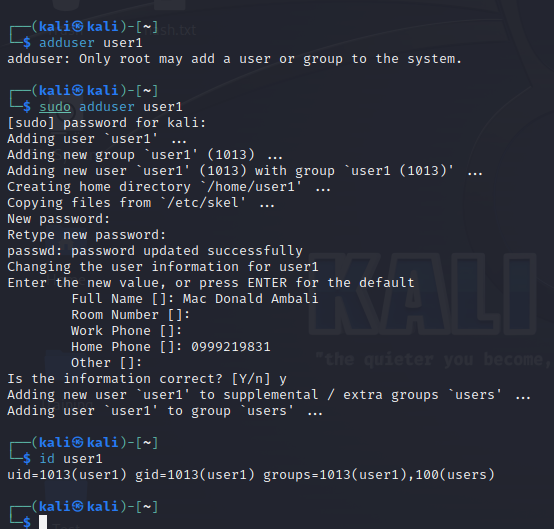 ┌──(kali㉿kali)-[~]
└─$ adduser user1
adduser: Only root may add a user or group to the system.
┌──(kali㉿kali)-[~]
└─$ sudo adduser user1
[sudo] password for kali:
Adding user `user1' ...
Adding new group `user1' (1013) ...
Adding new user `user1' (1013) with group `user1 (1013)' ...
Creating home directory `/home/user1' ...
Copying files from `/etc/skel' ...
New password:
Retype new password:
passwd: password updated successfully
Changing the user information for user1
Enter the new value, or press ENTER for the default
Full Name []: Mac Donald Ambali
Room Number []:
Work Phone []:
Home Phone []: 0999219831
Other []:
Is the information correct? [Y/n] y
Adding new user `user1' to supplemental / extra groups `users' ...
Adding user `user1' to group `users' ...
┌──(kali㉿kali)-[~]
└─$ id user1
uid=1013(user1) gid=1013(user1) groups=1013(user1),100(users)
┌──(kali㉿kali)-[~]
└─$
KALI
"the quieter you become,